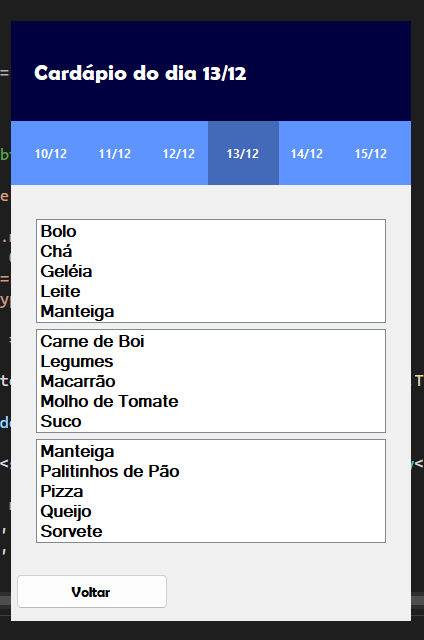 Cardápio do dia 13/12
10/12 11/12 12/12 13/12 14/12 15/12
Bolo
Chá
Geléia
Leite
Manteiga
Carne de Boi
Legumes
Macarrão
Molho de Tomate
Suco
Manteiga
Palitinhos de Pão
Pizza
Queijo
Sorvete
Voltar